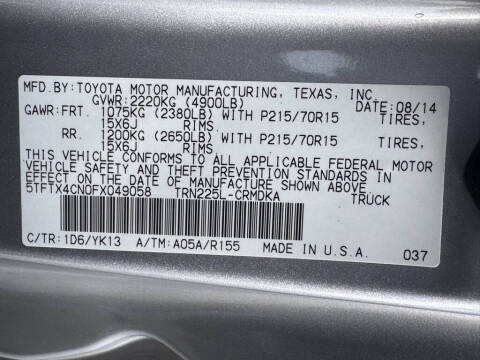 MFD.BY:TOYOTA MOTOR MANUFACTURING, TEXAS, INC.
GVWR:2220KG (4900LB) DATE:08/14
GAWR:FRT. 1075KG (2380LB) WITH P215/70R15 TIRES,
15X6J RIMS
RR. 1200KG (2650LB) WITH P215/70R15 TIRES,
15X6J RIMS
THIS VEHICLE CONFORMS TO ALL APPLICABLE FEDERAL MOTOR
VEHICLE SAFETY AND THEFT PREVENTION STANDARDS IN
EFFECT ON THE DATE OF MANUFACTURE SHOWN ABOVE.
5TFTX4CN0FX049058 TRN225L-CRMDKA TRUCK
C/TR:1D6/YK13 A/TM:A05A/R155 MADE IN U.S.A. 037